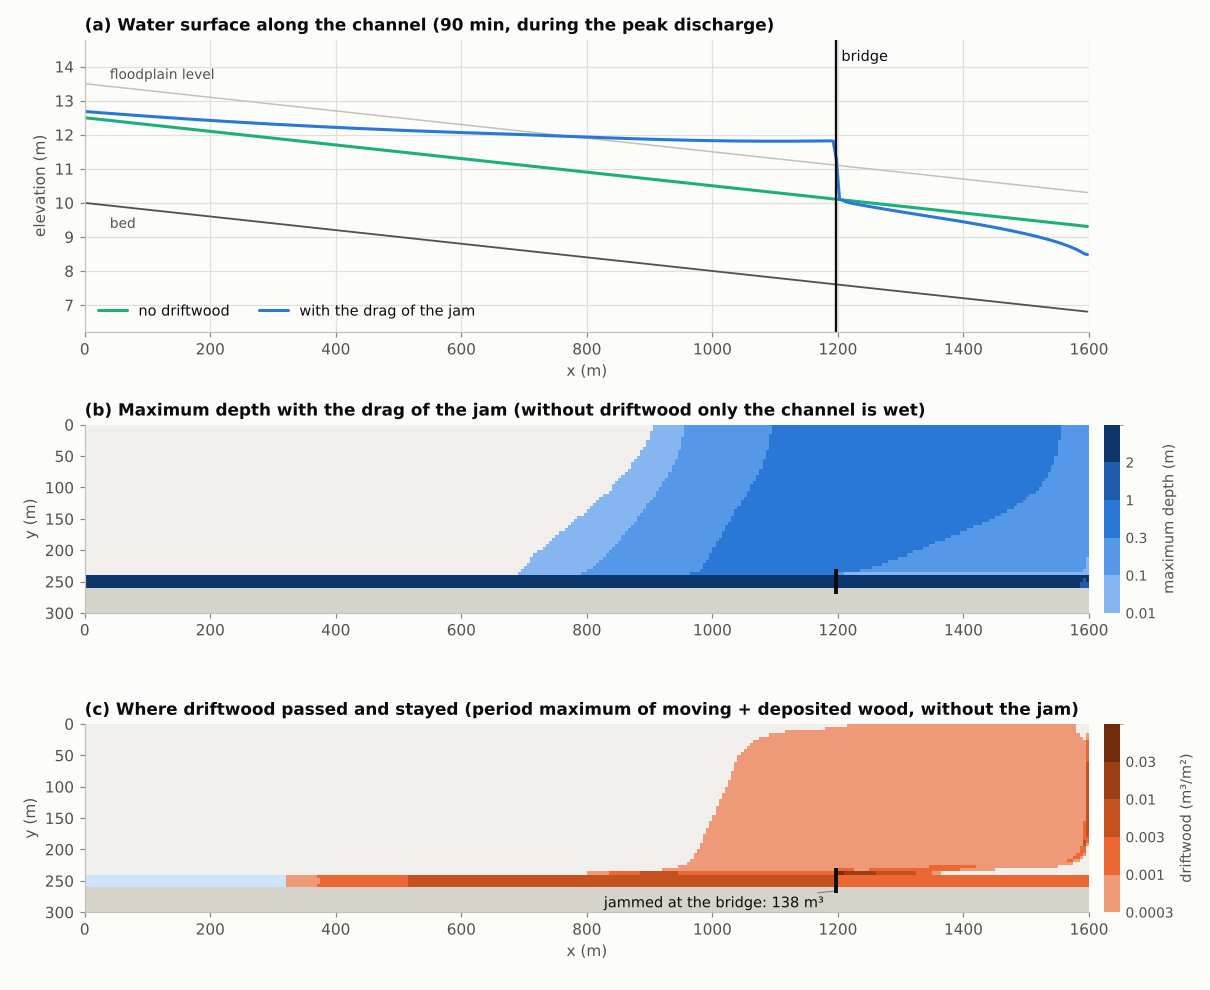 (a) Water surface along the channel (90 min, during the peak discharge)
14
13
12
11
10
9
8
7
elevation (m)
floodplain level
bridge
bed
no driftwood
with the drag of the jam
0 200 400 600 800 1000 1200 1400 1600
x (m)
(b) Maximum depth with the drag of the jam (without driftwood only the channel is wet)
0
50
100
150
200
250
300
y (m)
0 200 400 600 800 1000 1200 1400 1600
2
1
0.3
0.1
0.01
maximum depth (m)
(c) Where driftwood passed and stayed (period maximum of moving + deposited wood, without the jam)
0
50
100
150
200
250
300
y (m)
jammed at the bridge: 138 m³
0 200 400 600 800 1000 1200 1400 1600
x (m)
0.03
0.01
0.003
0.001
0.0003
driftwood (m³/m²)